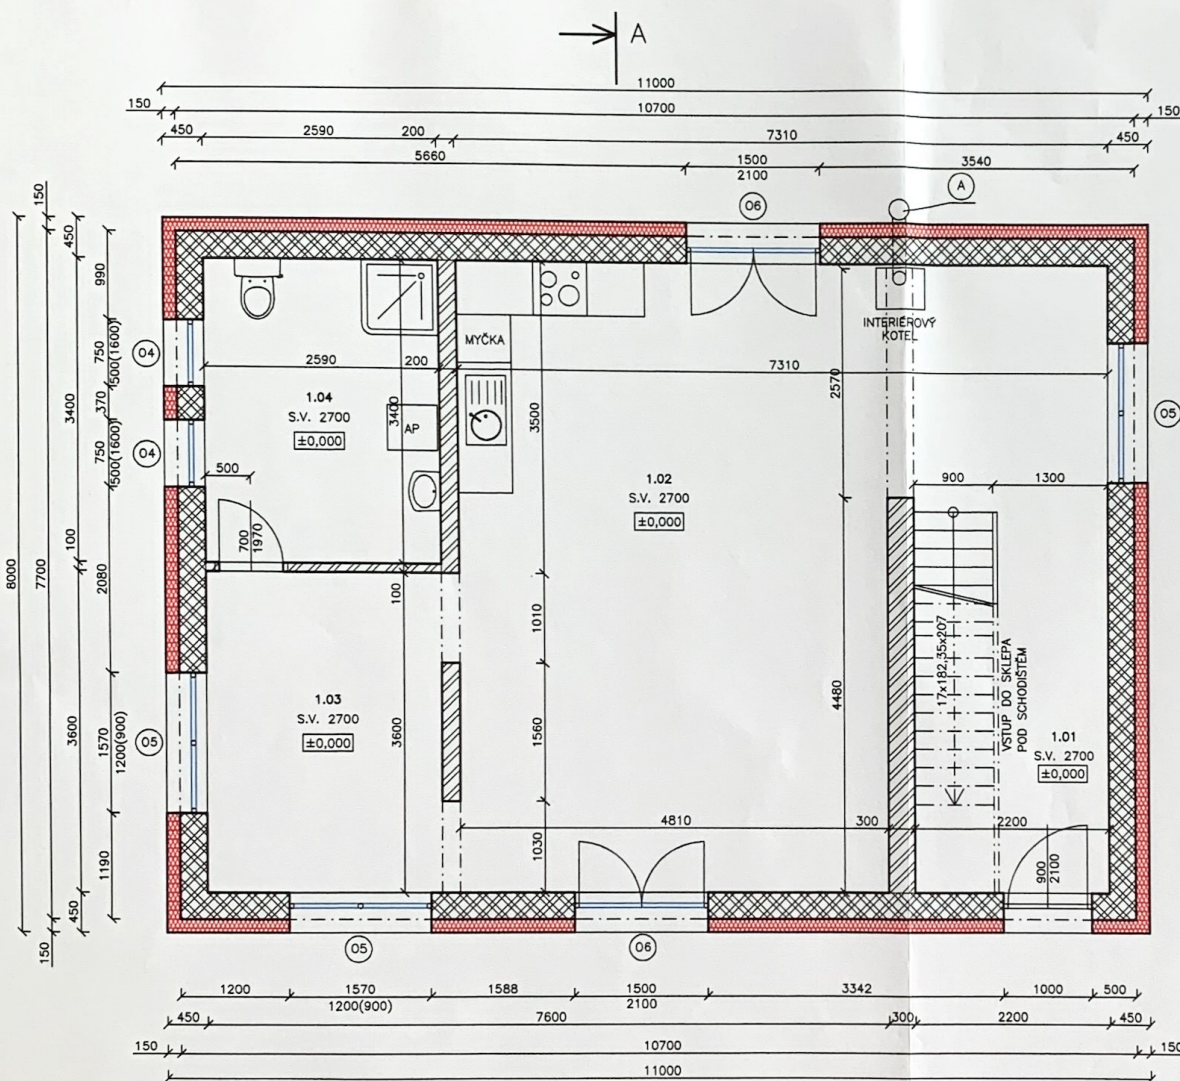 A
11000
150 10700 150
450 2590 200 7310 450
5660 1500 3540
2100
06
A
150
450
990
750
500(1600)
370
750
500(1600)
3400
100
2080
7700
8000
1570
1200(900)
3600
1190
450
150
04
04
05
MYČKA
INTERIÉROVÝ
KOTEL
2590 200 7310
2570
1.04
S.V. 2700
±0,000
3400
AP
3500
500
700
1970
1.02
S.V. 2700
±0,000
900 1300
05
100
1010
1.03
S.V. 2700
±0,000
3600
1560
4480
17x182,35x207
VSTUP DO SKLEPA
POD SCHODIŠTĚM
1.01
S.V. 2700
±0,000
4810 300 2200
1030
900
2100
05
06
1200 1570 1588 1500 3342 1000 500
1200(900) 2100
450 7600 300 2200 450
150 10700 150
11000